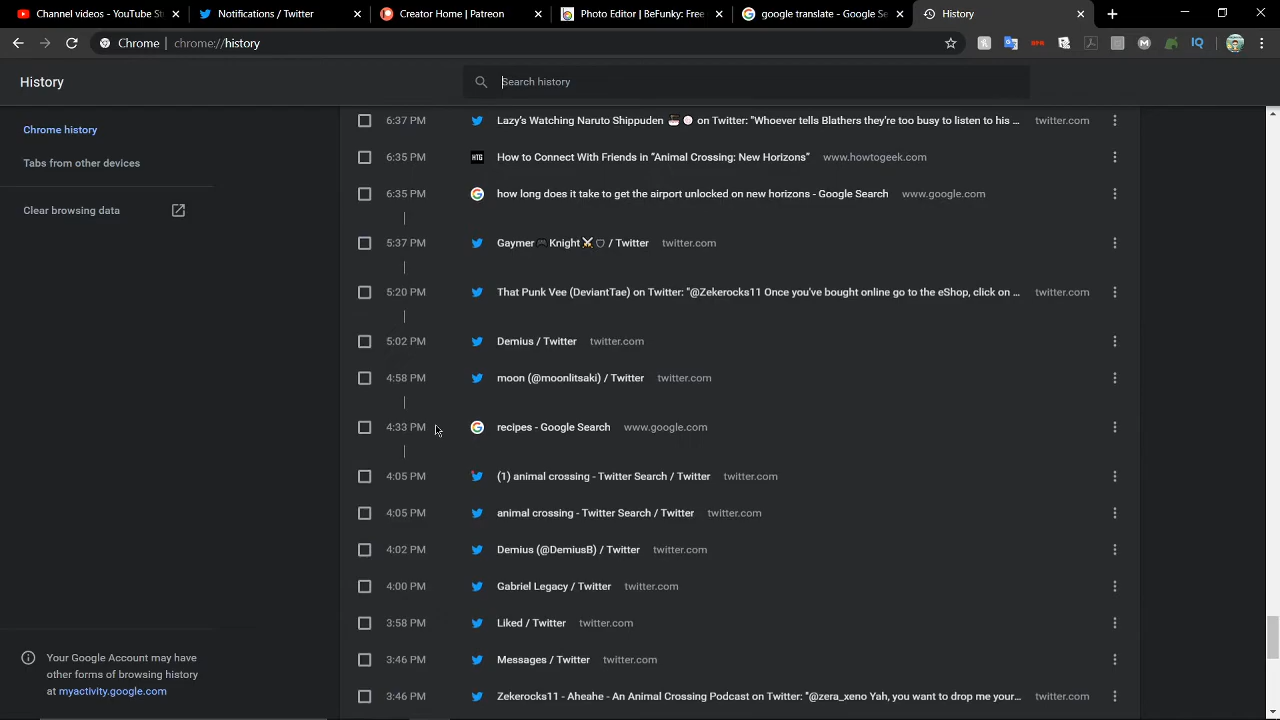 Channel videos - YouTube St
Notifications / Twitter
Creator Home | Patreon
Photo Editor | BeFunky: Free
google translate - Google Se
History
Chrome | chrome://history
History
Search history
Chrome history
Tabs from other devices
Clear browsing data
6:37 PM Lazy's Watching Naruto Shippuden 🍜🍥 on Twitter: "Whoever tells Blathers they're too busy to listen to his ... twitter.com
6:35 PM HTG How to Connect With Friends in "Animal Crossing: New Horizons" www.howtogeek.com
6:35 PM how long does it take to get the airport unlocked on new horizons - Google Search www.google.com
5:37 PM Gaymer🎮Knight⚔️🛡 / Twitter twitter.com
5:20 PM That Punk Vee (DeviantTae) on Twitter: "@Zekerocks11 Once you've bought online go to the eShop, click on ... twitter.com
5:02 PM Demius / Twitter twitter.com
4:58 PM moon (@moonlitsaki) / Twitter twitter.com
4:33 PM recipes - Google Search www.google.com
4:05 PM (1) animal crossing - Twitter Search / Twitter twitter.com
4:05 PM animal crossing - Twitter Search / Twitter twitter.com
4:02 PM Demius (@DemiusB) / Twitter twitter.com
4:00 PM Gabriel Legacy / Twitter twitter.com
3:58 PM Liked / Twitter twitter.com
3:46 PM Messages / Twitter twitter.com
3:46 PM Zekerocks11 - Aheahe - An Animal Crossing Podcast on Twitter: "@zera_xeno Yah, you want to drop me your... twitter.com
Your Google Account may have
other forms of browsing history
at myactivity.google.com